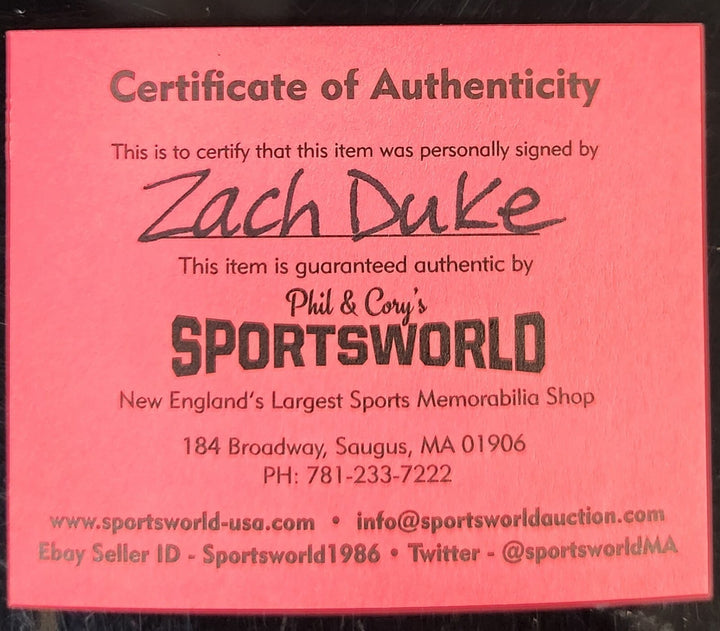 Certificate of Authenticity
This is to certify that this item was personally signed by
Zach Duke
This item is guaranteed authentic by
Phil & Cory's
SPORTSWORLD
New England's Largest Sports Memorabilia Shop
184 Broadway, Saugus, MA 01906
PH: 781-233-7222
www.sportsworld-usa.com • info@sportsworldauction.com
Ebay Seller ID - Sportsworld1986 • Twitter - @sportsworldMA